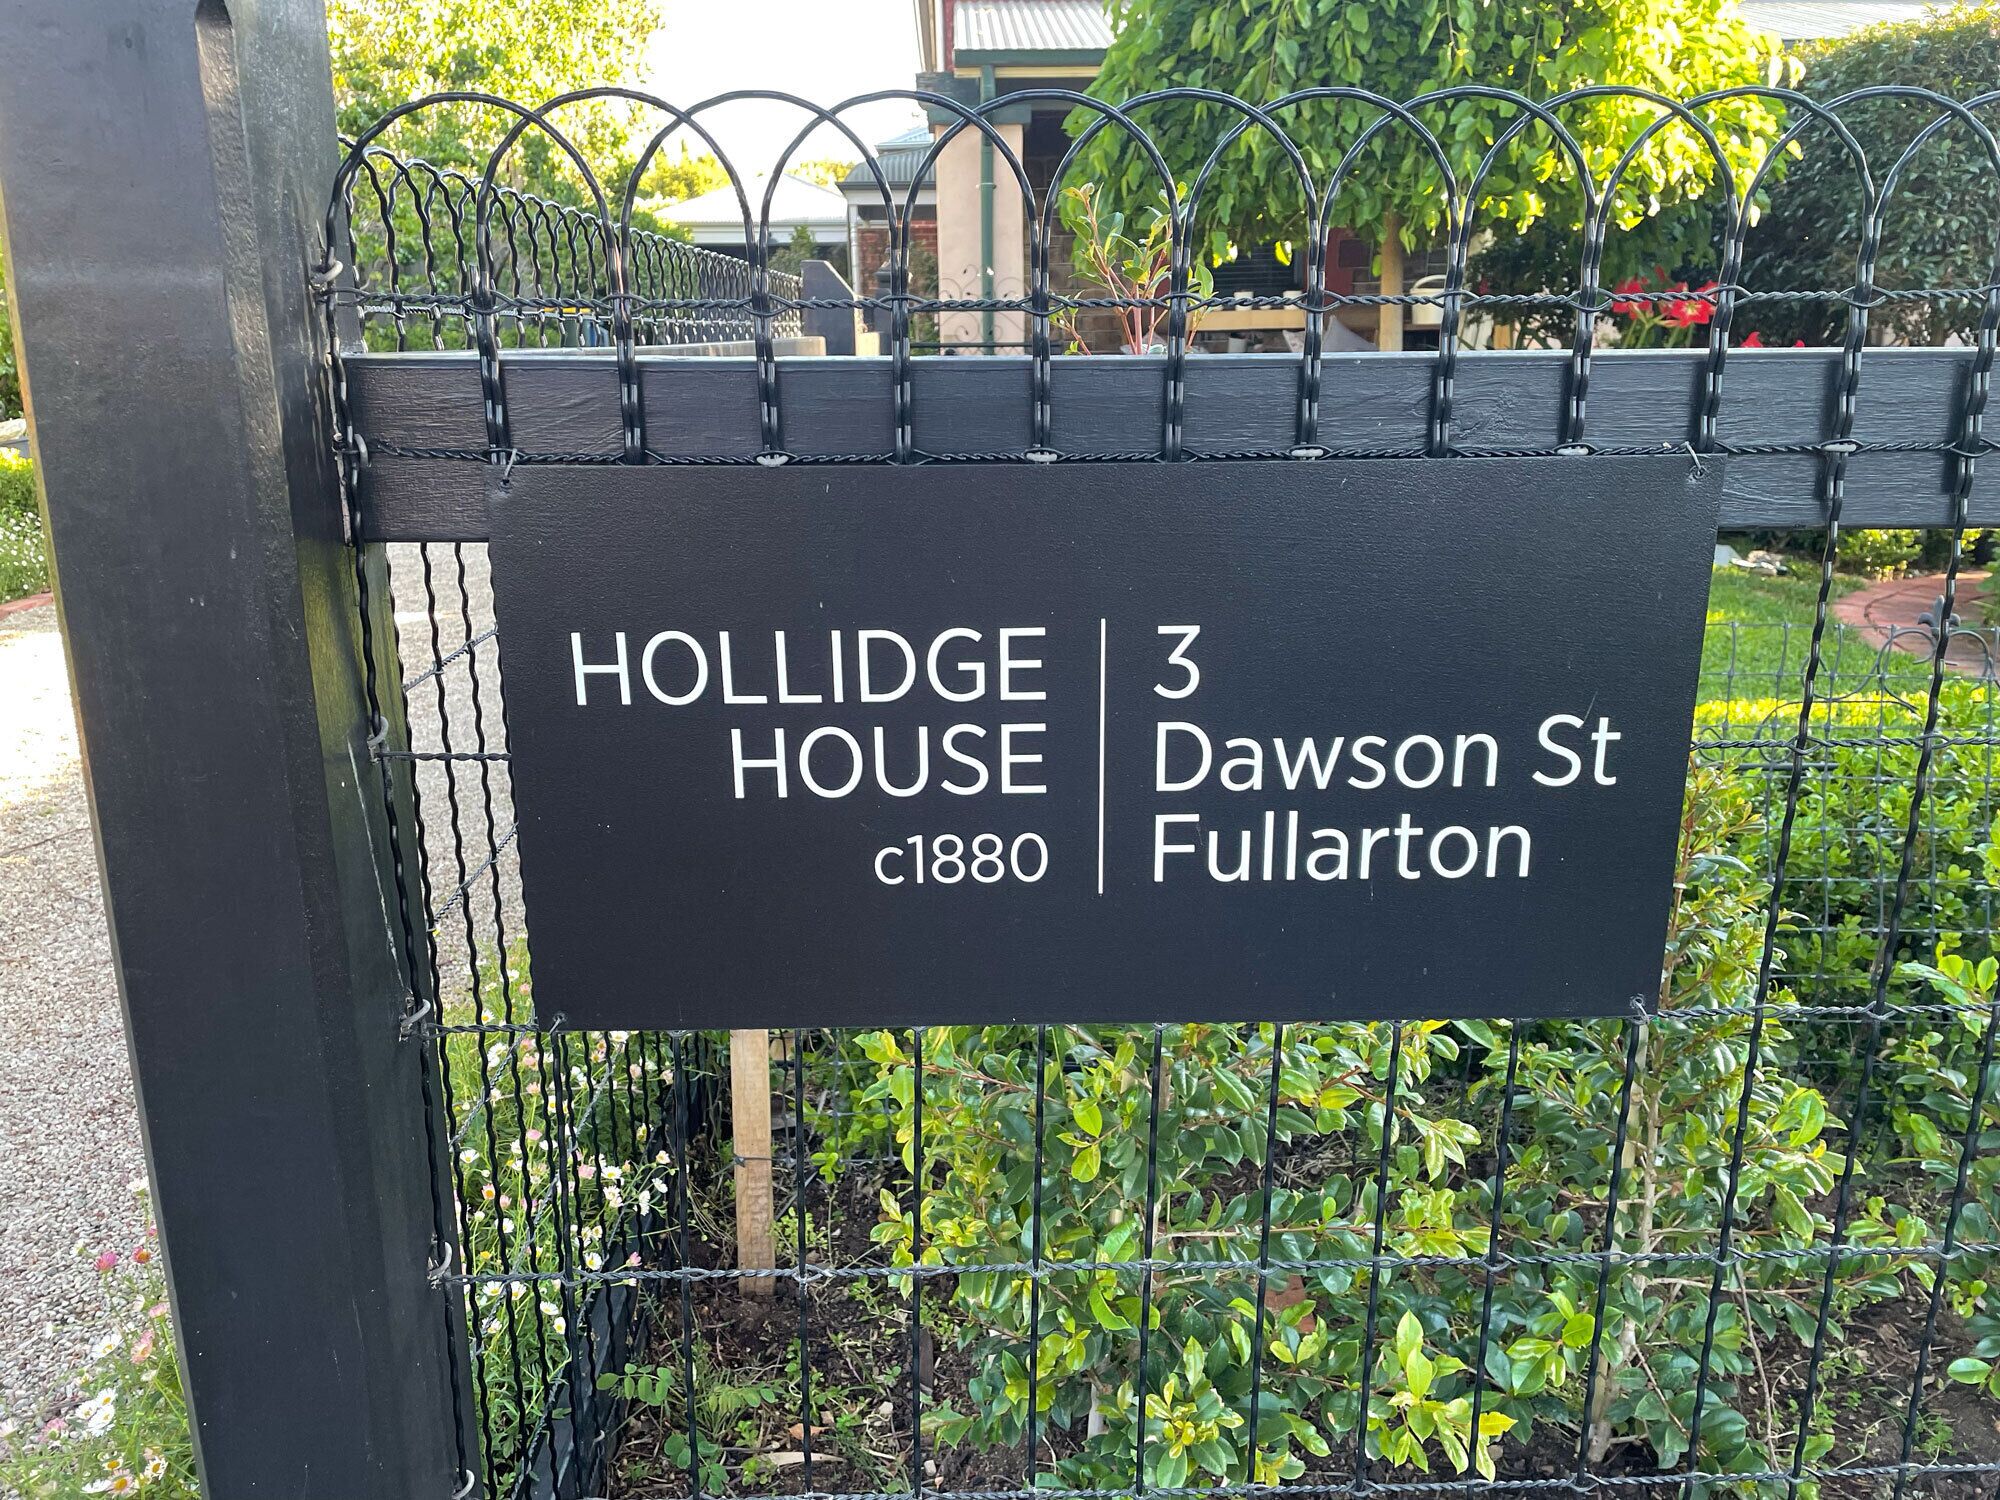 HOLLIDGE
HOUSE
c1880
3
Dawson St
Fullarton